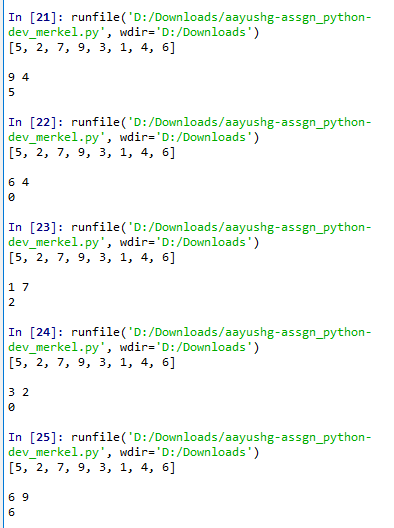 In [21]: runfile('D:/Downloads/aayushg-assgn_python-
dev_merkel.py', wdir='D:/Downloads')
[5, 2, 7, 9, 3, 1, 4, 6]
9 4
5
In [22]: runfile('D:/Downloads/aayushg-assgn_python-
dev_merkel.py', wdir='D:/Downloads')
[5, 2, 7, 9, 3, 1, 4, 6]
6 4
0
In [23]: runfile('D:/Downloads/aayushg-assgn_python-
dev_merkel.py', wdir='D:/Downloads')
[5, 2, 7, 9, 3, 1, 4, 6]
1 7
2
In [24]: runfile('D:/Downloads/aayushg-assgn_python-
dev_merkel.py', wdir='D:/Downloads')
[5, 2, 7, 9, 3, 1, 4, 6]
3 2
0
In [25]: runfile('D:/Downloads/aayushg-assgn_python-
dev_merkel.py', wdir='D:/Downloads')
[5, 2, 7, 9, 3, 1, 4, 6]
6 9
6